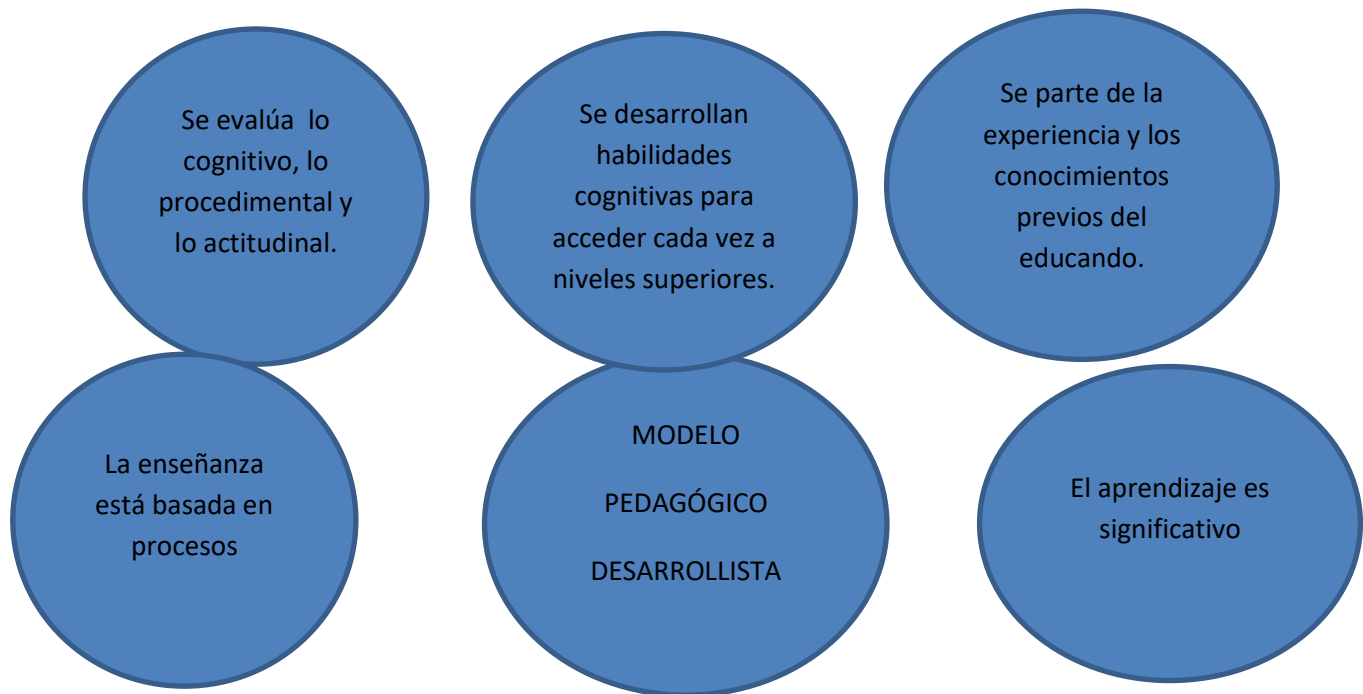 Se evalúa  lo
cognitivo, lo
procedimental y
lo actitudinal.
Se desarrollan
habilidades
cognitivas para
acceder cada vez a
niveles superiores.
Se parte de la
experiencia y los
conocimientos
previos del
educando.
La enseñanza
está basada en
procesos
MODELO
PEDAGÓGICO
DESARROLLISTA
El aprendizaje es
significativo